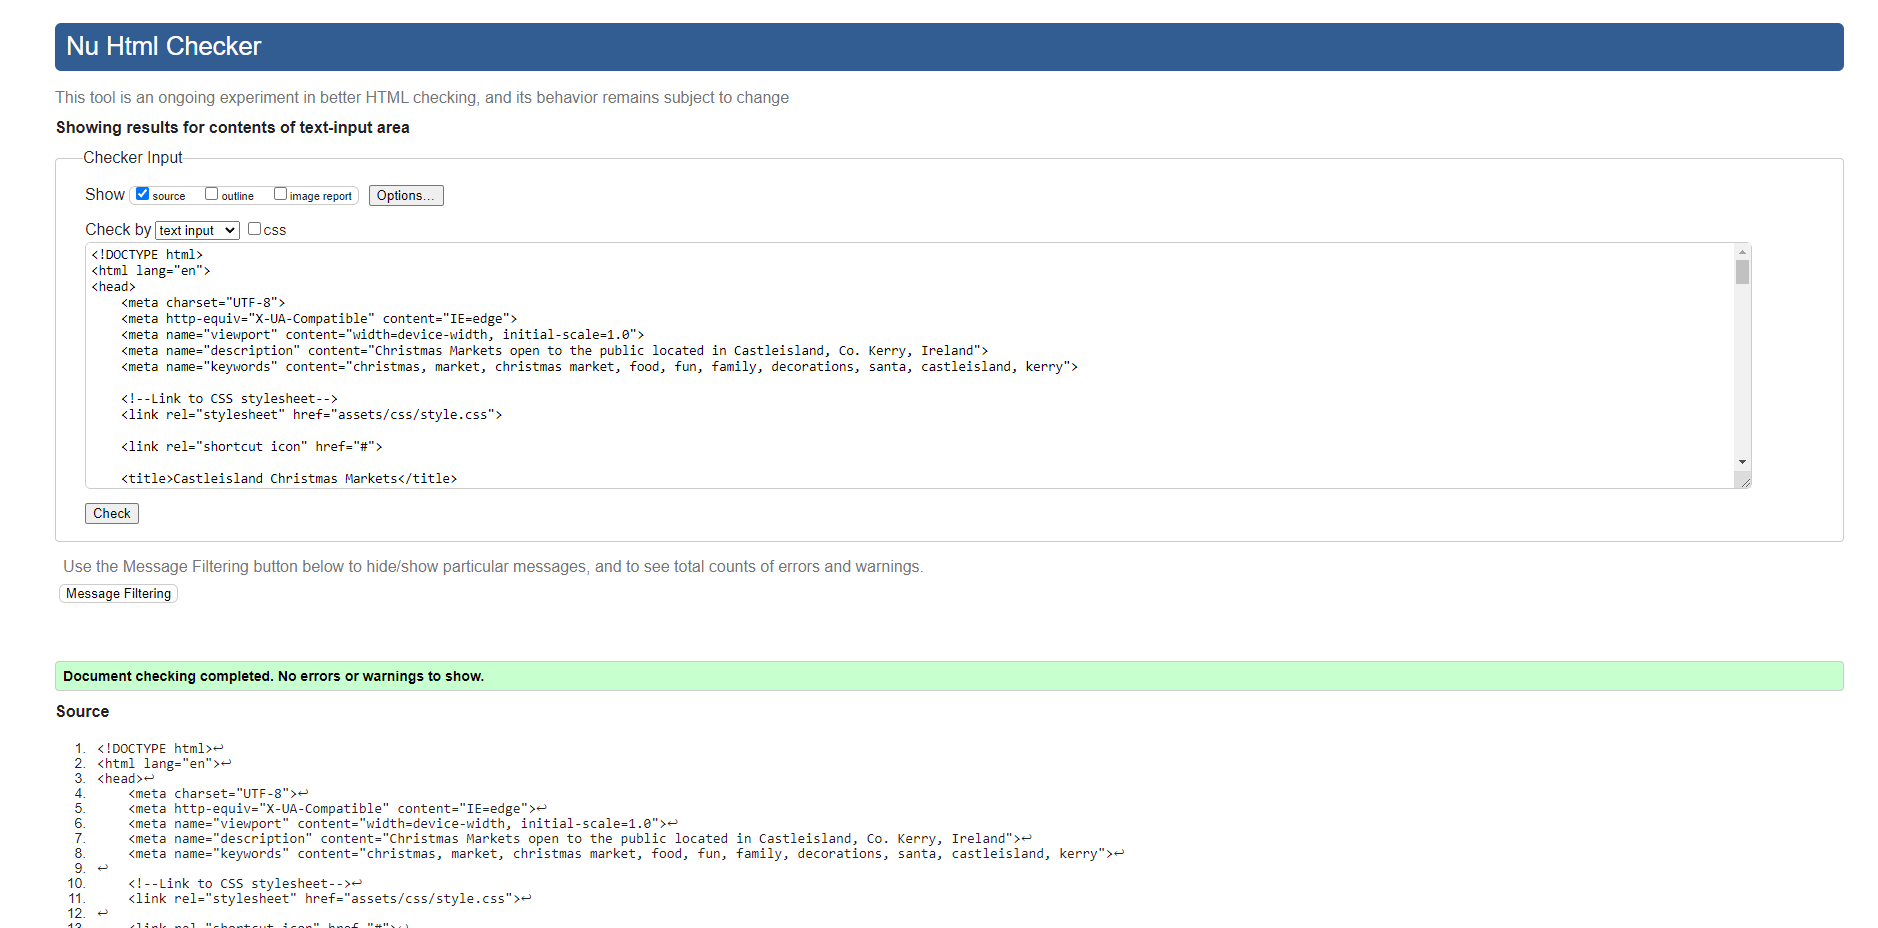 Nu Html Checker
This tool is an ongoing experiment in better HTML checking, and its behavior remains subject to change
Showing results for contents of text-input area
Checker Input
Show source outline image report Options...
Check by text input css
<!DOCTYPE html>
<html lang="en">
<head>
    <meta charset="UTF-8">
    <meta http-equiv="X-UA-Compatible" content="IE=edge">
    <meta name="viewport" content="width=device-width, initial-scale=1.0">
    <meta name="description" content="Christmas Markets open to the public located in Castleisland, Co. Kerry, Ireland">
    <meta name="keywords" content="christmas, market, christmas market, food, fun, family, decorations, santa, castleisland, kerry">
    <!--Link to CSS stylesheet-->
    <link rel="stylesheet" href="assets/css/style.css">
    <link rel="shortcut icon" href="#">
    <title>Castleisland Christmas Markets</title>
Check
Use the Message Filtering button below to hide/show particular messages, and to see total counts of errors and warnings.
Message Filtering
Document checking completed. No errors or warnings to show.
Source
1. <!DOCTYPE html>↩
2. <html lang="en">↩
3. <head>↩
4.     <meta charset="UTF-8">↩
5.     <meta http-equiv="X-UA-Compatible" content="IE=edge">↩
6.     <meta name="viewport" content="width=device-width, initial-scale=1.0">↩
7.     <meta name="description" content="Christmas Markets open to the public located in Castleisland, Co. Kerry, Ireland">↩
8.     <meta name="keywords" content="christmas, market, christmas market, food, fun, family, decorations, santa, castleisland, kerry">↩
9. ↩
10.     <!--Link to CSS stylesheet-->↩
11.     <link rel="stylesheet" href="assets/css/style.css">↩
12. ↩
13.     <link rel="shortcut icon" href="#">↩